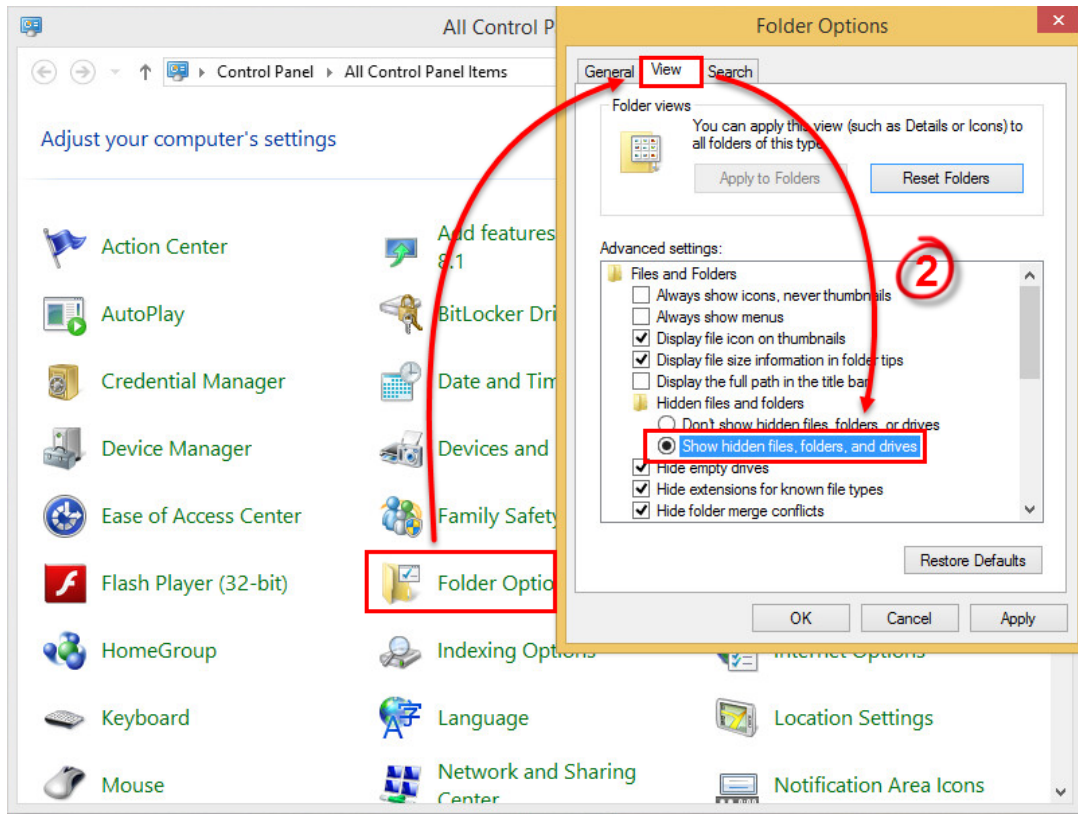 All Control P
Control Panel
All Control Panel Items
Adjust your computer's settings
Action Center
Add features
8.1
AutoPlay
BitLocker Dri
Credential Manager
Date and Tim
Device Manager
Devices and
Ease of Access Center
Family Safety
Flash Player (32-bit)
Folder Optio
HomeGroup
Indexing Options
Internet Options
Keyboard
Language
Location Settings
Mouse
Network and Sharing
Center
Notification Area Icons
Folder Options
General
View
Search
Folder views
You can apply this view (such as Details or Icons) to
all folders of this type
Apply to Folders
Reset Folders
Advanced settings:
2
Files and Folders
Always show icons, never thumbnails
Always show menus
Display file icon on thumbnails
Display file size information in folder tips
Display the full path in the title bar
Hidden files and folders
Don't show hidden files, folders, or drives
Show hidden files, folders, and drives
Hide empty drives
Hide extensions for known file types
Hide folder merge conflicts
Restore Defaults
OK
Cancel
Apply